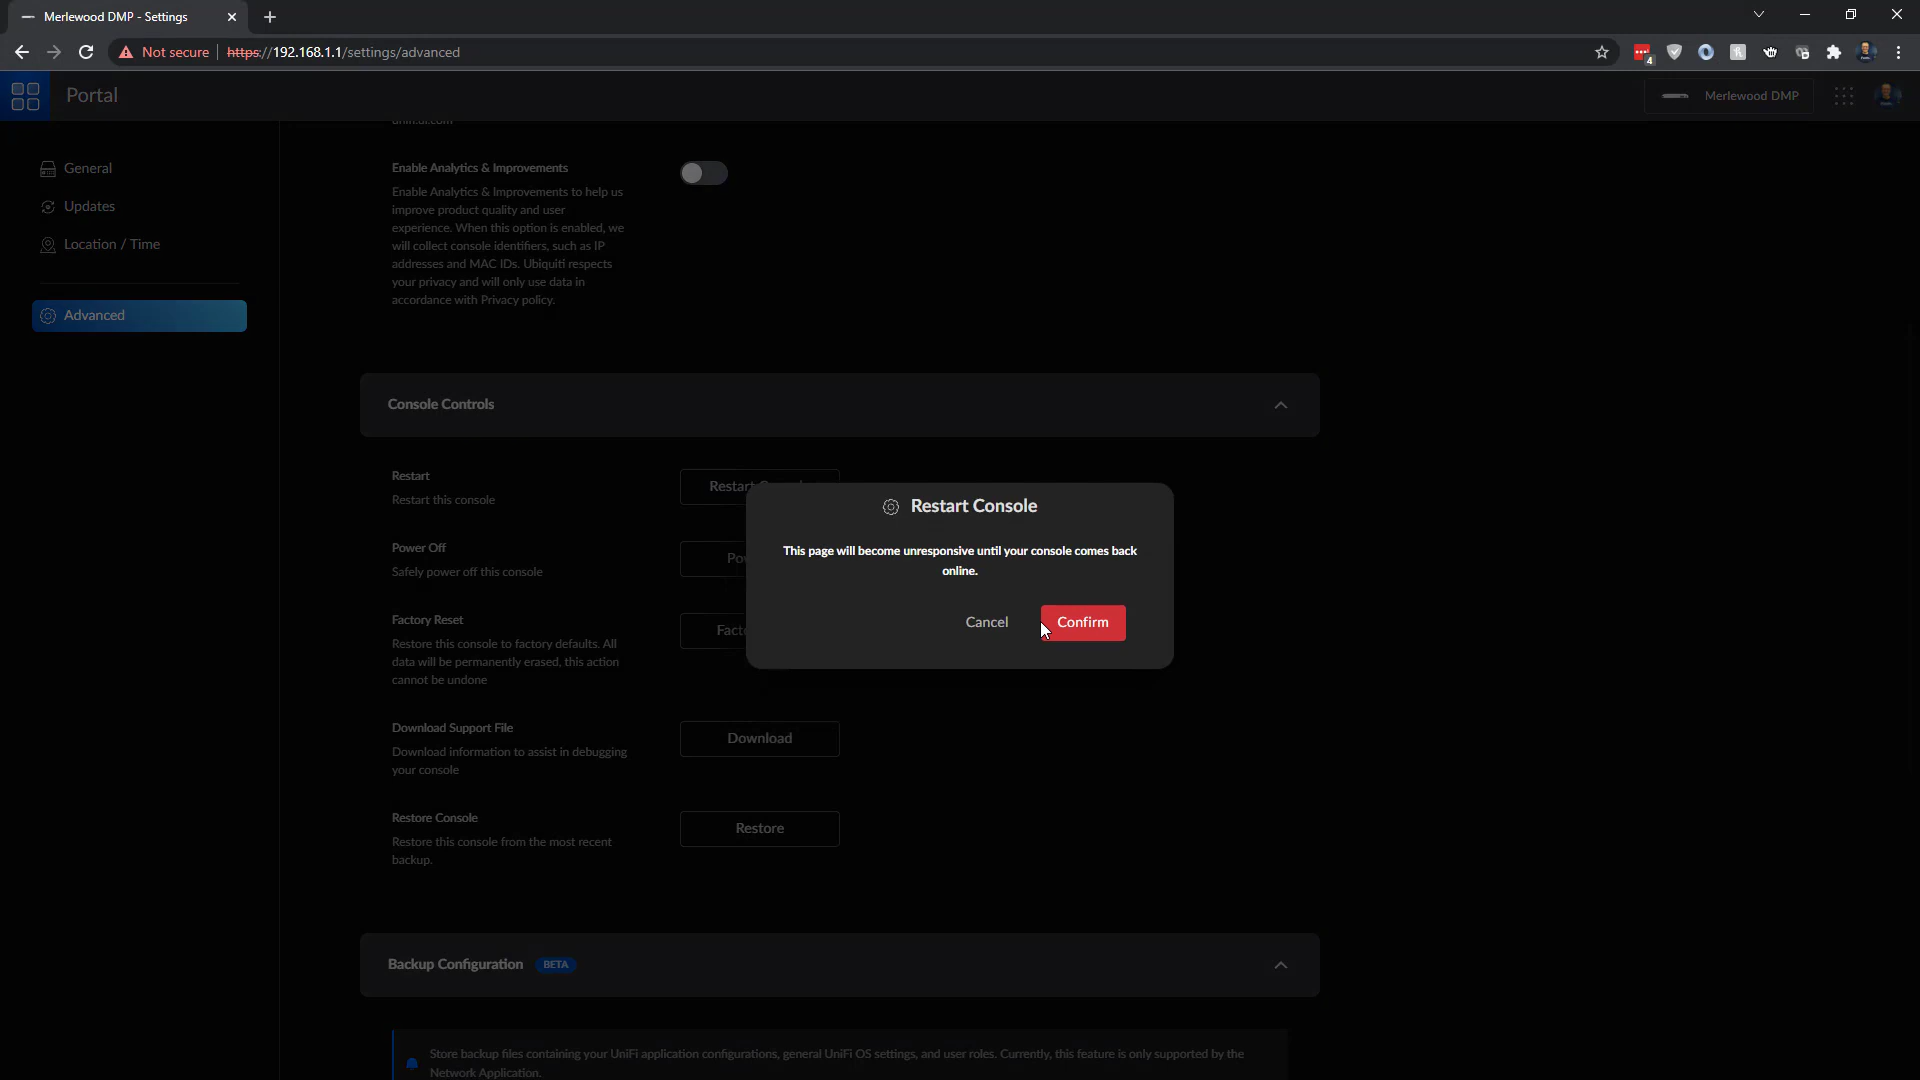 Merlewood DMP - Settings
Not secure
https://192.168.1.1/settings/advanced
4
Portal
Merlewood DMP
General
Updates
Location / Time
Advanced
unifi.ui.com
Enable Analytics & Improvements
Enable Analytics & Improvements to help us
improve product quality and user
experience. When this option is enabled, we
will collect console identifiers, such as IP
addresses and MAC IDs. Ubiquiti respects
your privacy and will only use data in
accordance with Privacy policy.
Console Controls
Restart
Restart this console
Restart
Power Off
Safely power off this console
Factory Reset
Restore this console to factory defaults. All
data will be permanently erased, this action
cannot be undone
Restart Console
This page will become unresponsive until your console comes back
online.
Cancel
Confirm
Download Support File
Download information to assist in debugging
your console
Download
Restore Console
Restore this console from the most recent
backup.
Restore
Backup Configuration
BETA
Store backup files containing your UniFi application configurations, general UniFi OS settings, and user roles. Currently, this feature is only supported by the
Network Application.